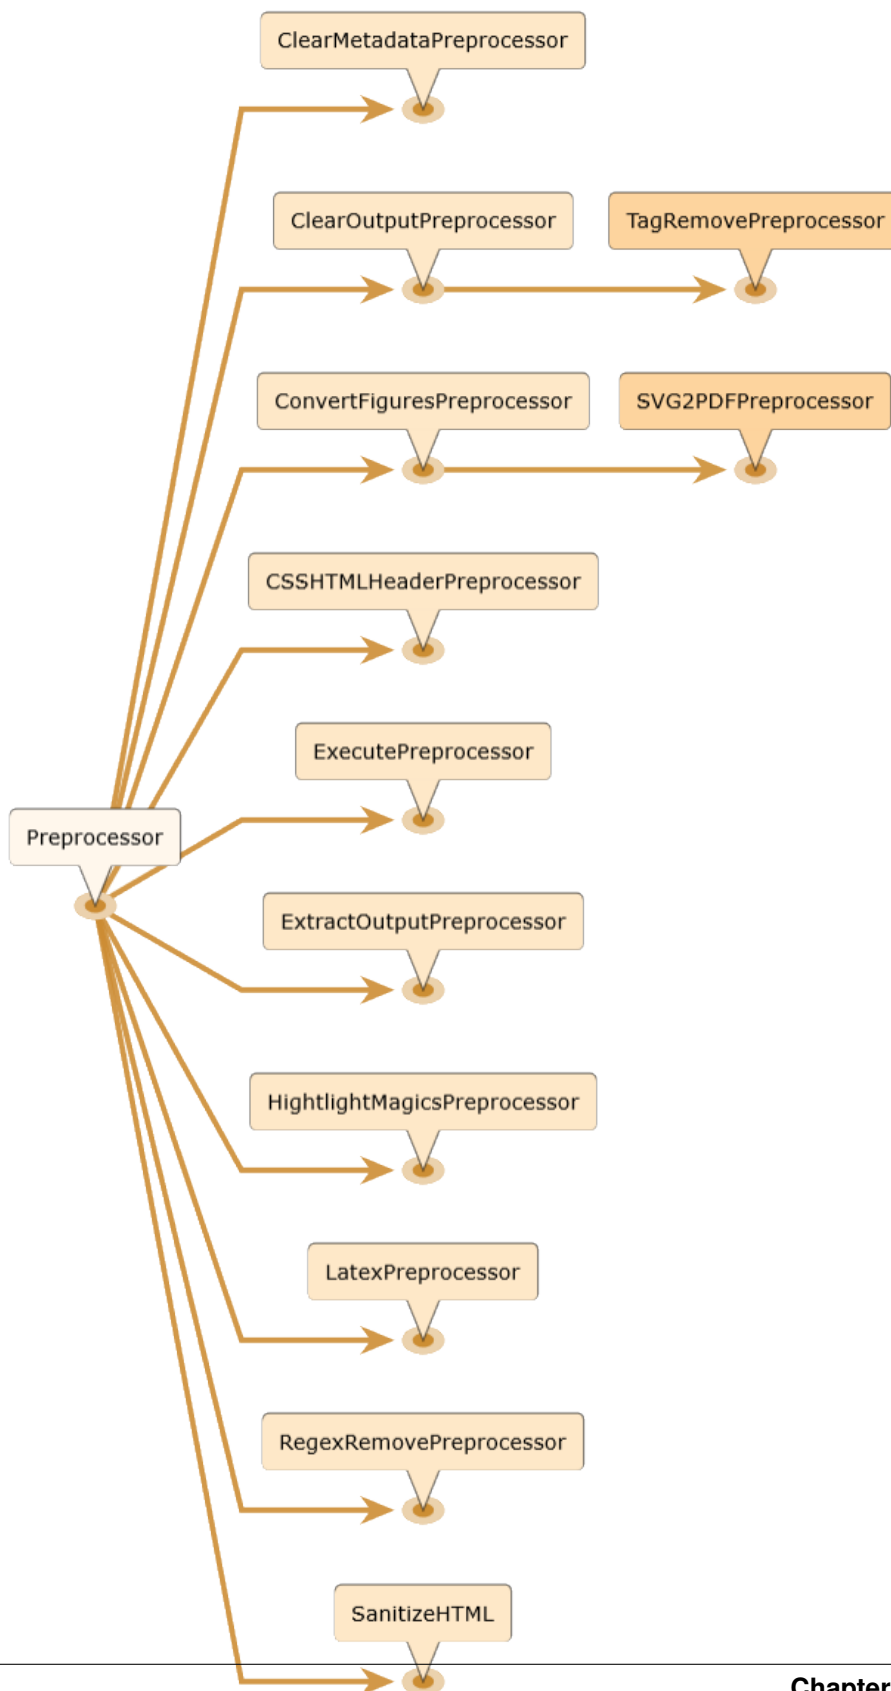 ClearMetadataPreprocessor
ClearOutputPreprocessor
TagRemovePreprocessor
ConvertFiguresPreprocessor
SVG2PDFPreprocessor
CSSHTMLHeaderPreprocessor
ExecutePreprocessor
Preprocessor
ExtractOutputPreprocessor
HightlightMagicsPreprocessor
LatexPreprocessor
RegexRemovePreprocessor
SanitizeHTML
Chapter